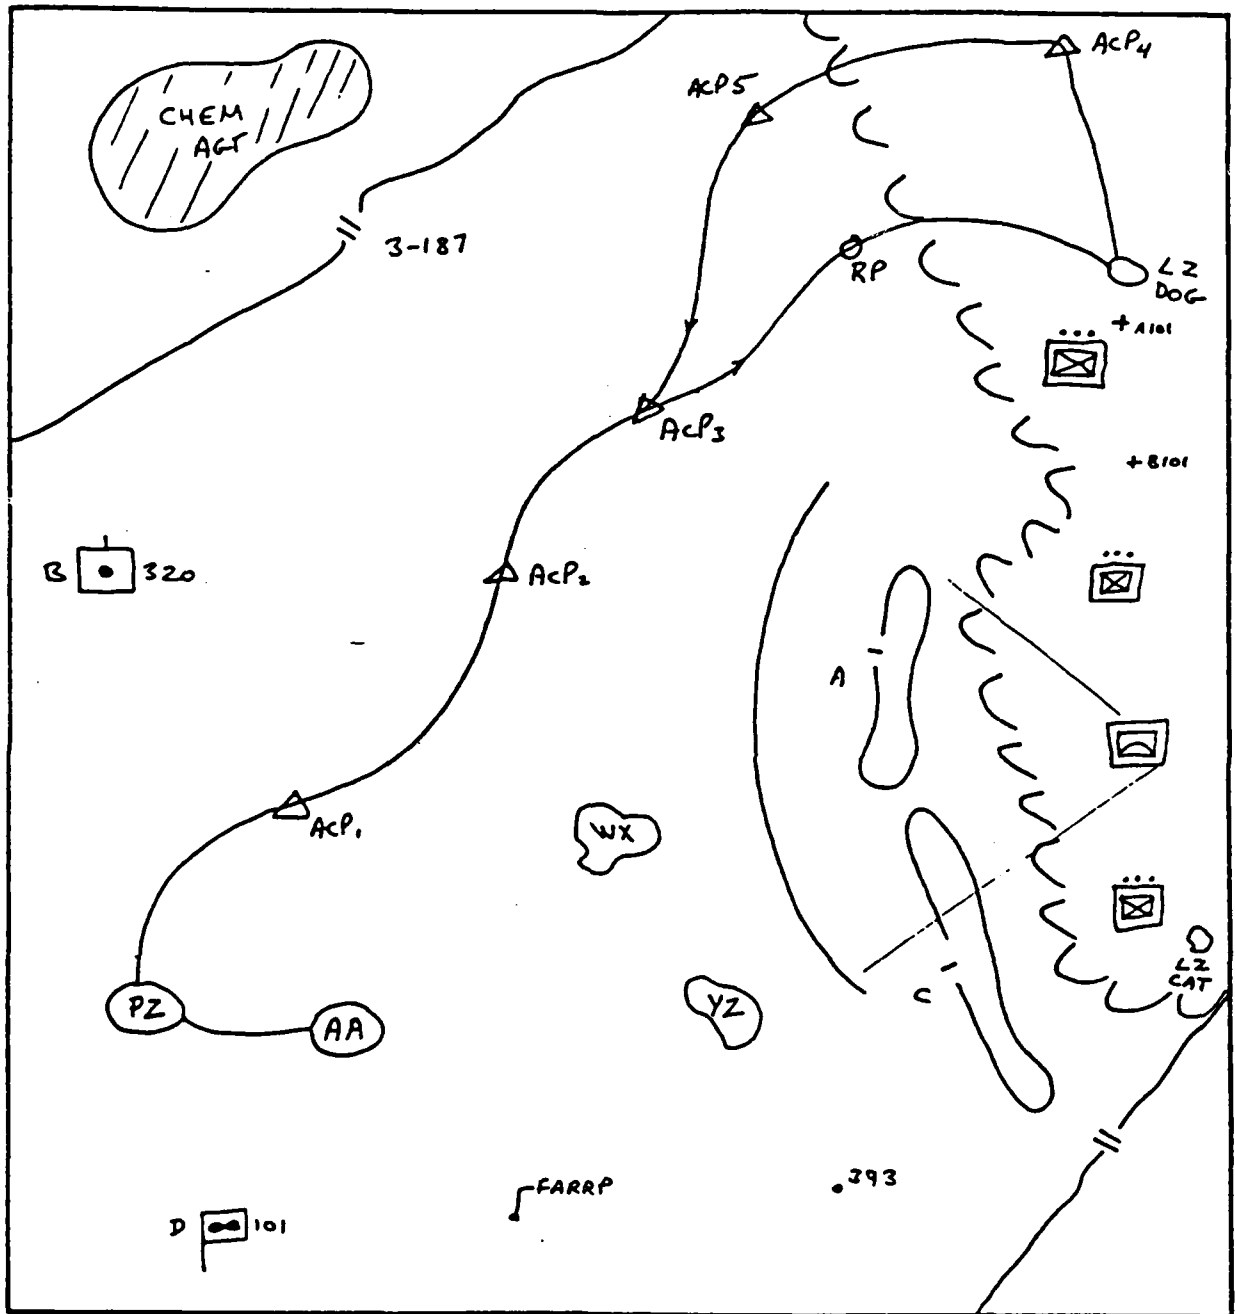 ACP4
ACP5
CHEM
AGT
3-187
RP
LZ
DOG
+ A101
ACP3
+ B101
B 320
ACP2
A
ACP1
WX
C
LZ
CAT
PZ
AA
YZ
FARRP
.393
D 101